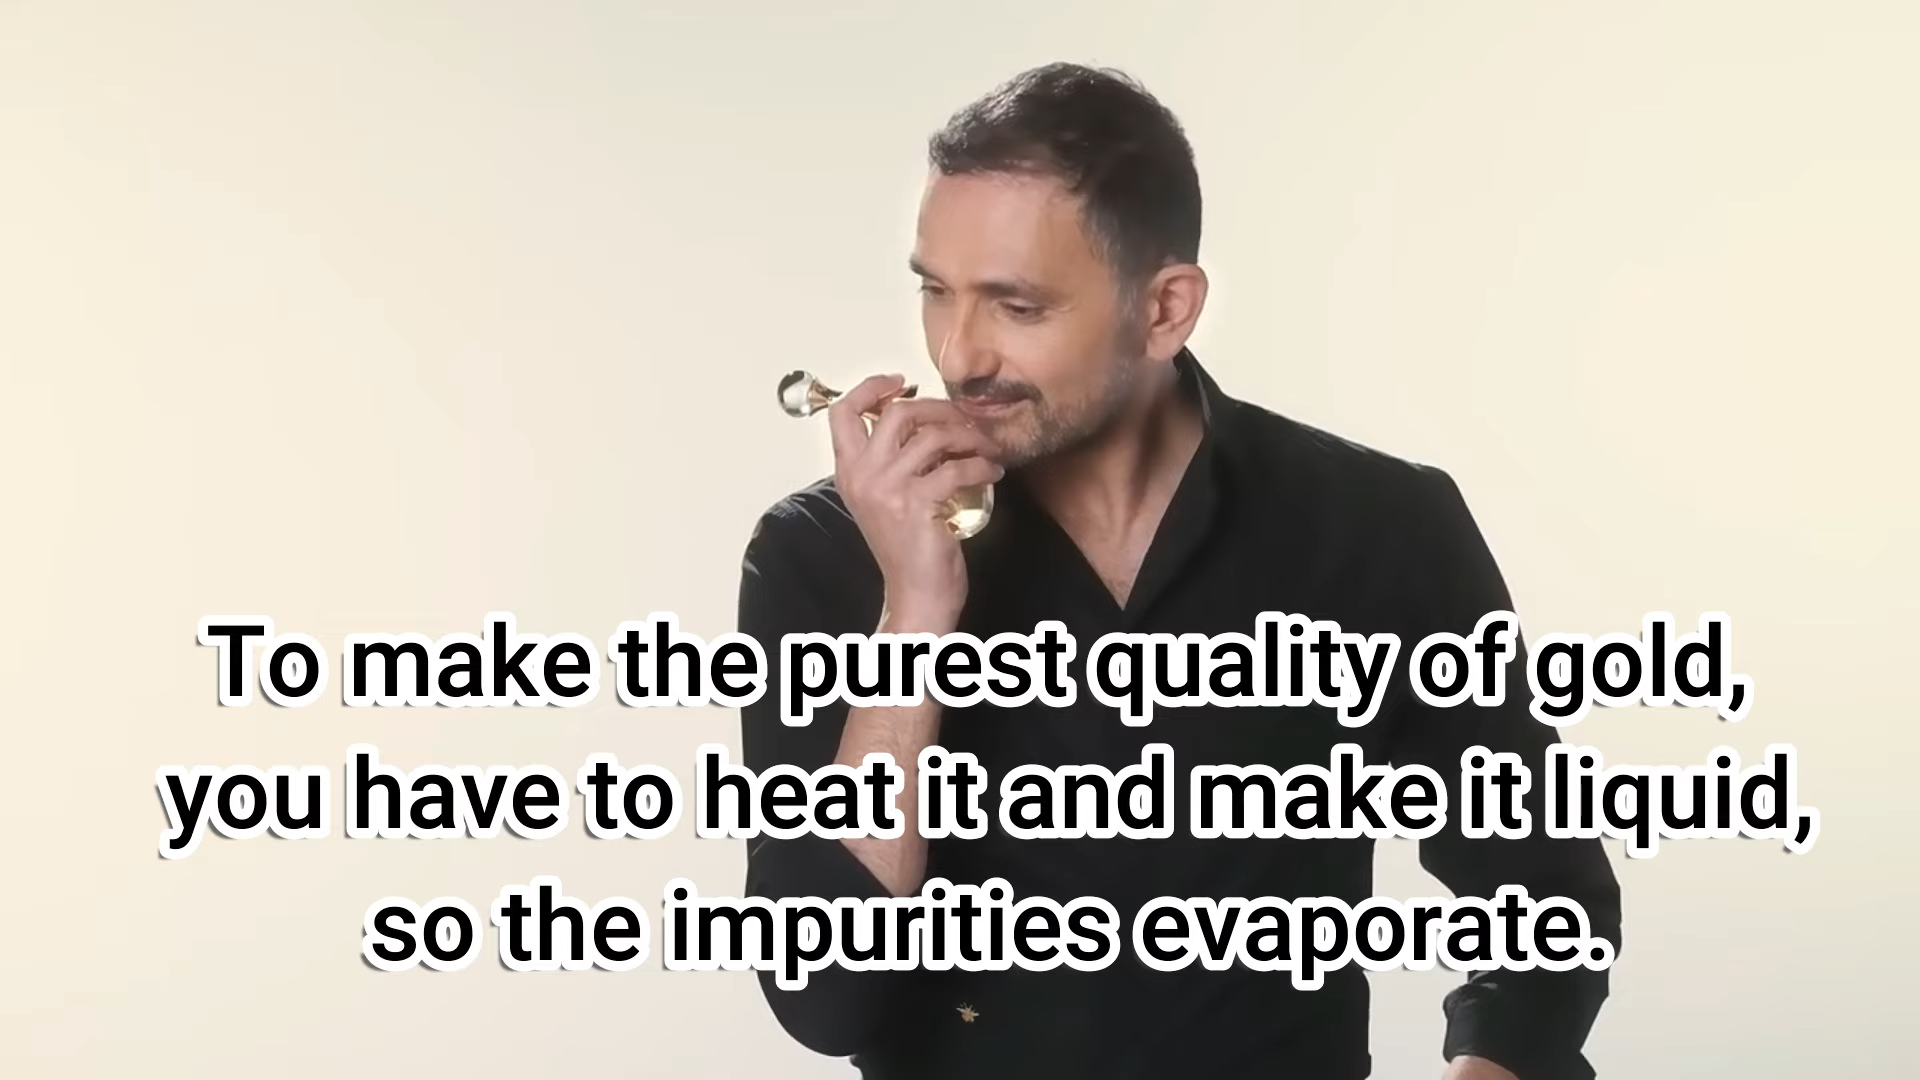 To make the purest quality of gold,
you have to heat it and make it liquid,
so the impurities evaporate.